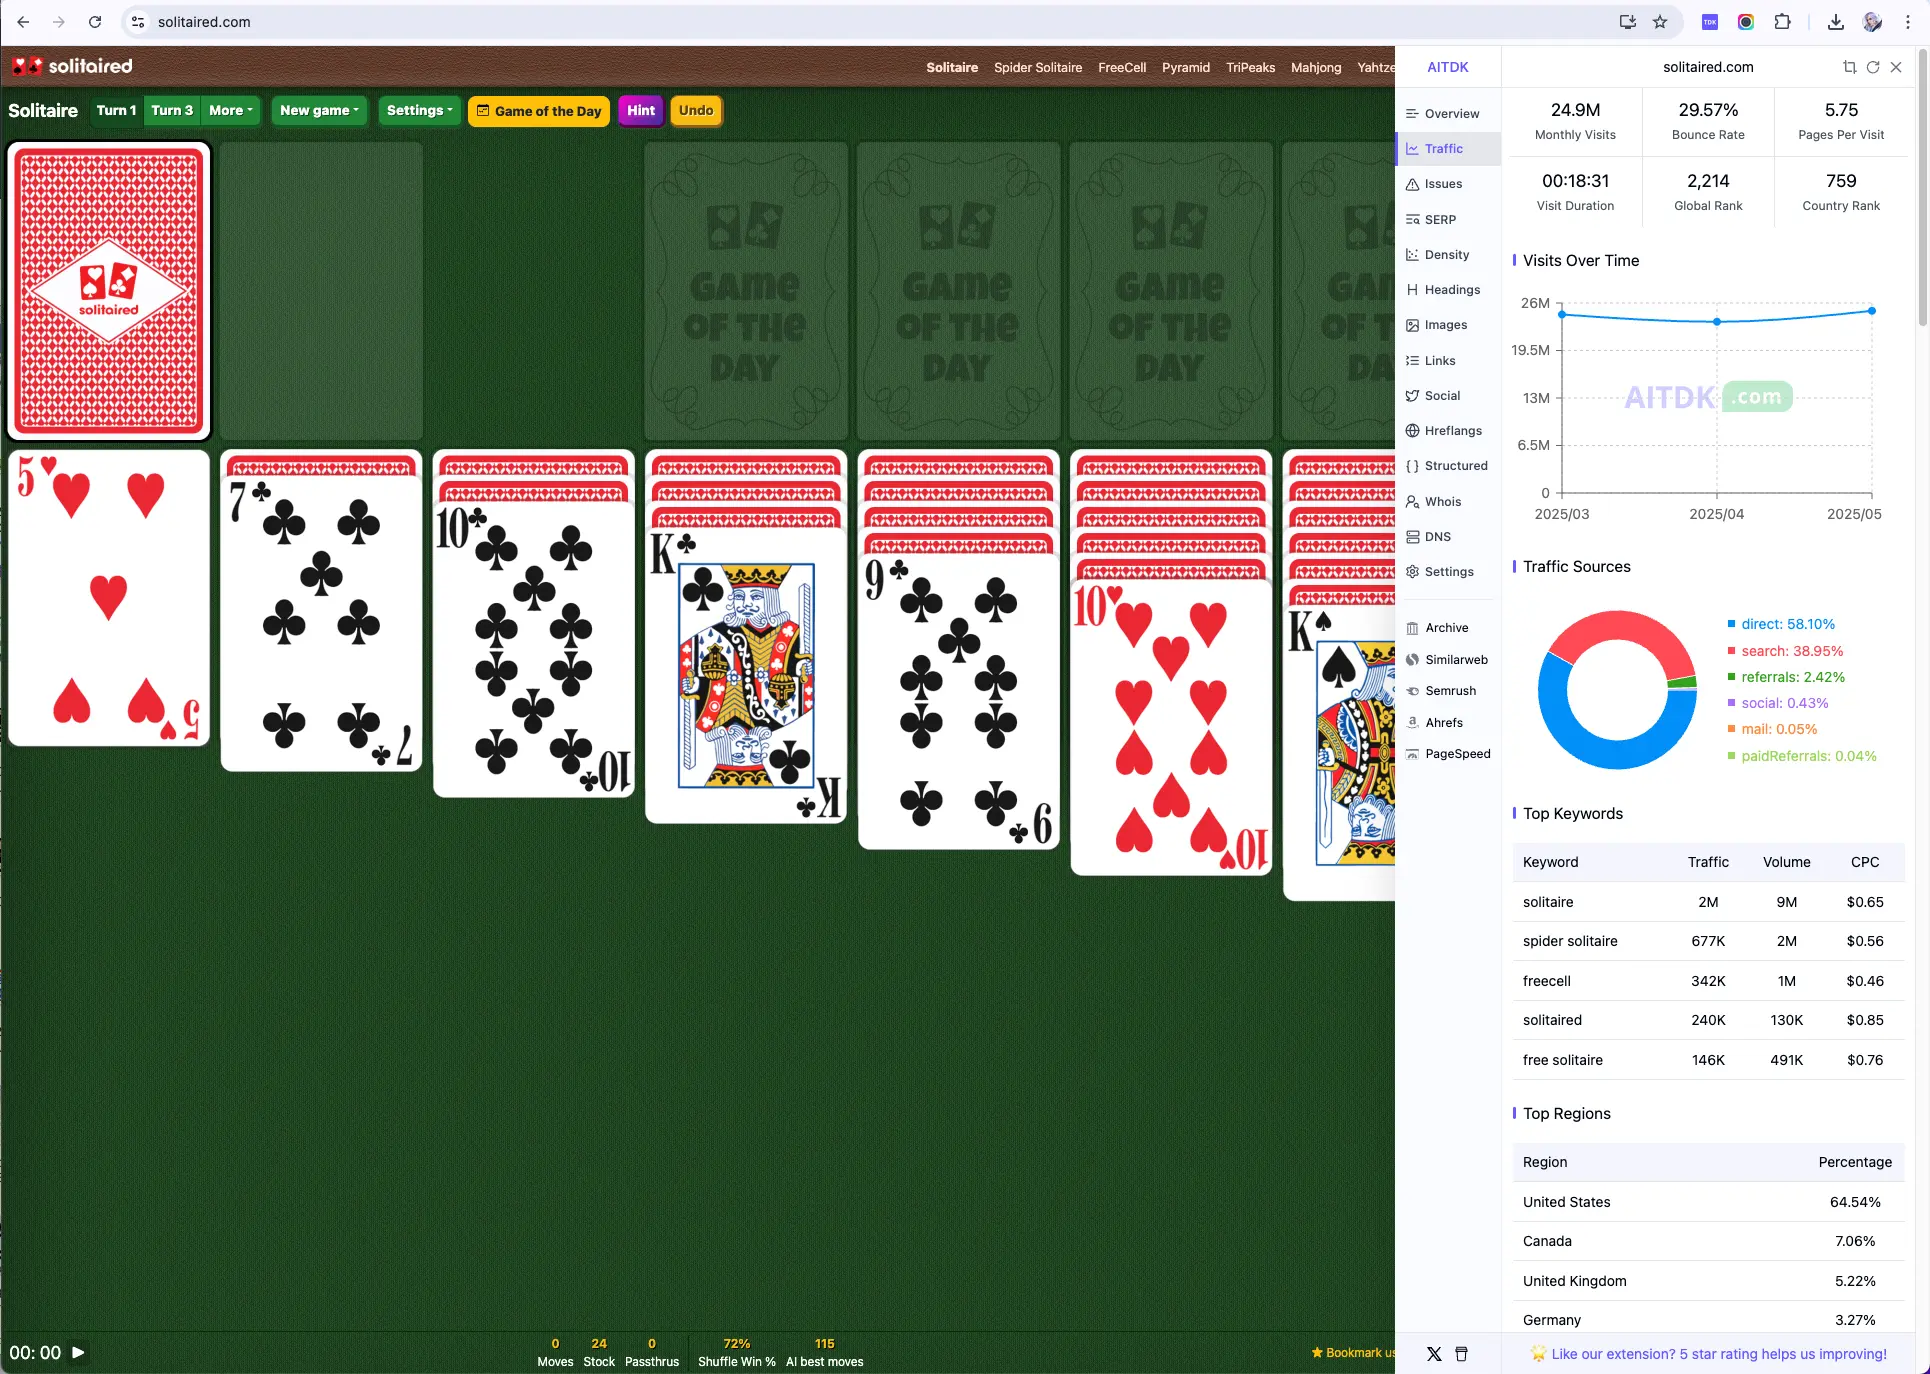 solitaired.com
TDK
solitaired
Solitaire Spider Solitaire FreeCell Pyramid TriPeaks Mahjong Yahtze
Solitaire Turn 1 Turn 3 More New game Settings Game of the Day Hint Undo
solitaired
GAME OF THE DAY
GAME OF THE DAY
GAME OF THE DAY
GAM
OF T
DA
5
5
7
7
10
10
K
K
9
9
10
10
K
00: 00
0 24 0 72% 115
Moves Stock Passthrus Shuffle Win % AI best moves
Bookmark us
AITDK
Overview
Traffic
Issues
SERP
Density
Headings
Images
Links
Social
Hreflangs
Structured
Whois
DNS
Settings
Archive
Similarweb
Semrush
Ahrefs
PageSpeed
solitaired.com
24.9M 29.57% 5.75
Monthly Visits Bounce Rate Pages Per Visit
00:18:31 2,214 759
Visit Duration Global Rank Country Rank
Visits Over Time
26M
19.5M
13M
6.5M
0
AITDK .com
2025/03 2025/04 2025/05
Traffic Sources
direct: 58.10%
search: 38.95%
referrals: 2.42%
social: 0.43%
mail: 0.05%
paidReferrals: 0.04%
Top Keywords
Keyword Traffic Volume CPC
solitaire 2M 9M $0.65
spider solitaire 677K 2M $0.56
freecell 342K 1M $0.46
solitaired 240K 130K $0.85
free solitaire 146K 491K $0.76
Top Regions
Region Percentage
United States 64.54%
Canada 7.06%
United Kingdom 5.22%
Germany 3.27%
Like our extension? 5 star rating helps us improving!